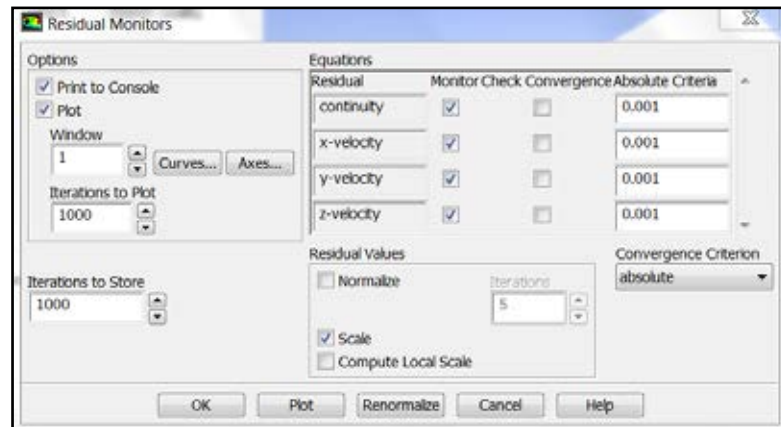 Residual Monitors
Options
Print to Console
Plot
Window
1
Curves... Axes...
Iterations to Plot
1000
Iterations to Store
1000
Equations
Residual Monitor Check Convergence Absolute Criteria
continuity 0.001
x-velocity 0.001
y-velocity 0.001
z-velocity 0.001
Residual Values
Normalize
Iterations
5
Scale
Compute Local Scale
Convergence Criterion
absolute
OK Plot Renormalize Cancel Help